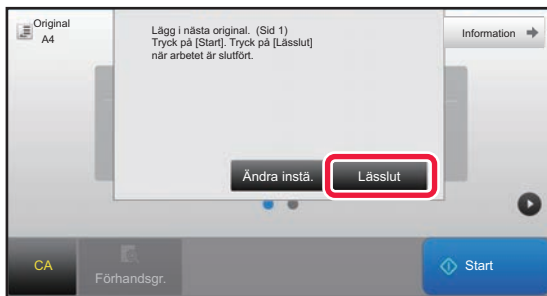 Original
A4
Lägg i nästa original. (Sid 1)
Tryck på [Start]. Tryck på [Lässlut]
när arbetet är slutfört.
Information
Ändra instä.
Lässlut
CA
Förhandsgr.
Start